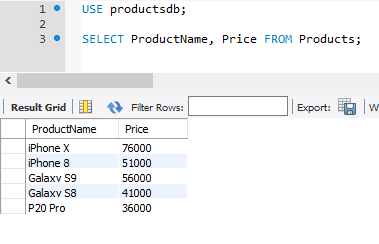 1 USE productsdb;
2
3 SELECT ProductName, Price FROM Products;
Result Grid Filter Rows: Export: W
ProductName Price
iPhone X 76000
iPhone 8 51000
Galaxy S9 56000
Galaxy S8 41000
P20 Pro 36000